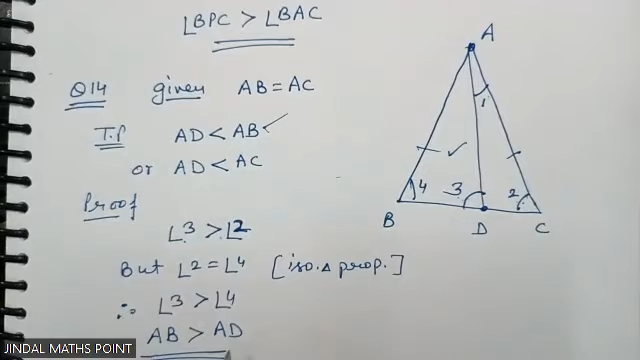 ∠BPC > ∠BAC
Q14 given AB = AC
T.P AD < AB ✓
or AD < AC
Proof
∠3 > ∠2
But ∠2 = ∠4 [iso. Δ prop.]
∴ ∠3 > ∠4
AB > AD
A
1
4
3
2
B
D
C
JINDAL MATHS POINT